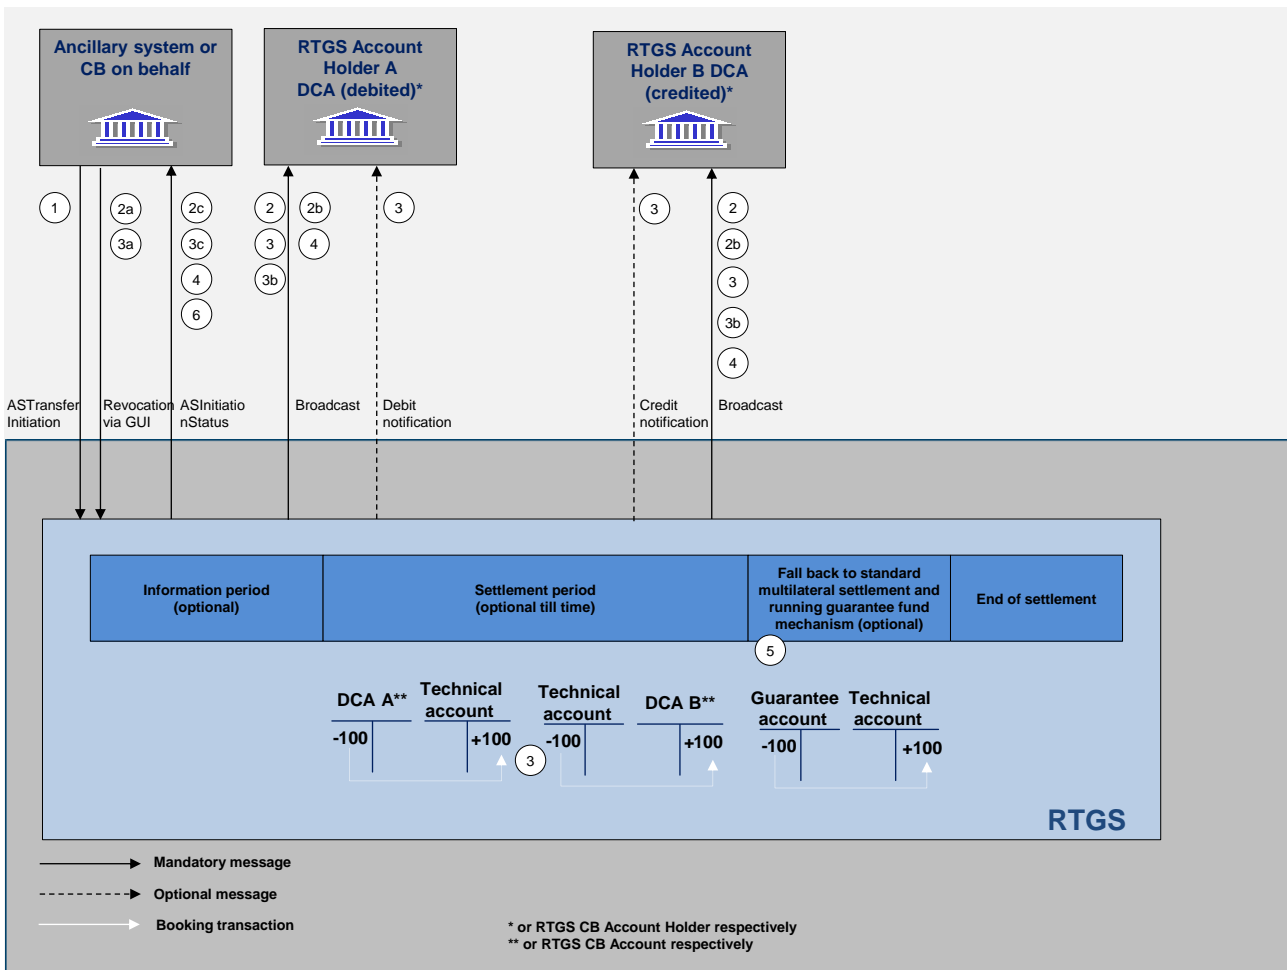 Ancillary system or
CB on behalf
RTGS Account
Holder A
DCA (debited)*
RTGS Account
Holder B DCA
(credited)*
1
2a
3a
2c
3c
4
6
2
3
3b
2b
4
3
3
2
2b
3
3b
4
ASTransfer
Initiation
Revocation
via GUI
ASInitiatio
nStatus
Broadcast
Debit
notification
Credit
notification
Broadcast
Information period
(optional)
Settlement period
(optional till time)
Fall back to standard
multilateral settlement and
running guarantee fund
mechanism (optional)
End of settlement
5
DCA A**
Technical
account
Technical
account
DCA B**
Guarantee
account
Technical
account
-100
+100
3
-100
+100
-100
+100
RTGS
Mandatory message
Optional message
Booking transaction
* or RTGS CB Account Holder respectively
** or RTGS CB Account respectively